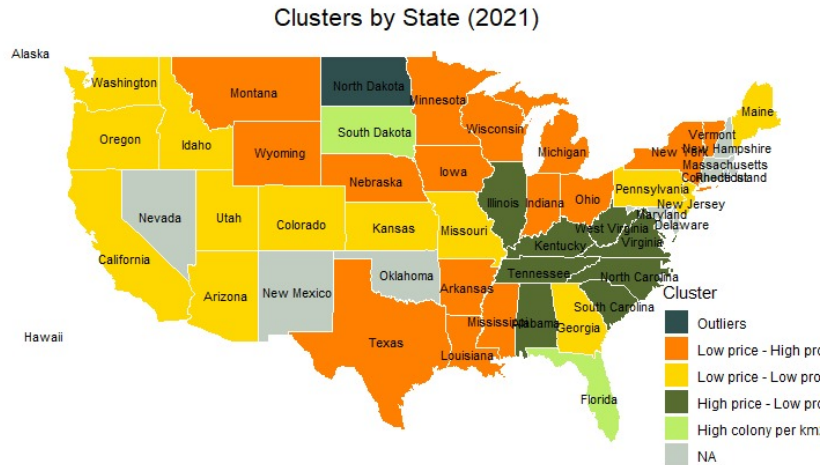 Clusters by State (2021)
Alaska
Washington
Montana
North Dakota
Minnesota
Maine
Oregon
Idaho
South Dakota
Wisconsin
Vermont
New Hampshire
Wyoming
Michigan
New York
Massachusetts
Rhode Island
Nebraska
Iowa
Pennsylvania
Nevada
Utah
Colorado
Kansas
Missouri
Illinois
Indiana
Ohio
New Jersey
Maryland
Delaware
West Virginia
Virginia
Kentucky
California
Arizona
New Mexico
Oklahoma
Arkansas
Tennessee
North Carolina
South Carolina
Hawaii
Texas
Louisiana
Mississippi
Alabama
Georgia
Florida
Cluster
Outliers
Low price - High pro
Low price - Low pro
High price - Low pro
High colony per km2
NA